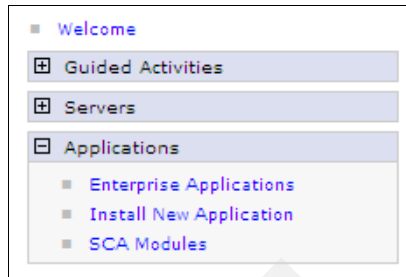 Welcome
Guided Activities
Servers
Applications
Enterprise Applications
Install New Application
SCA Modules